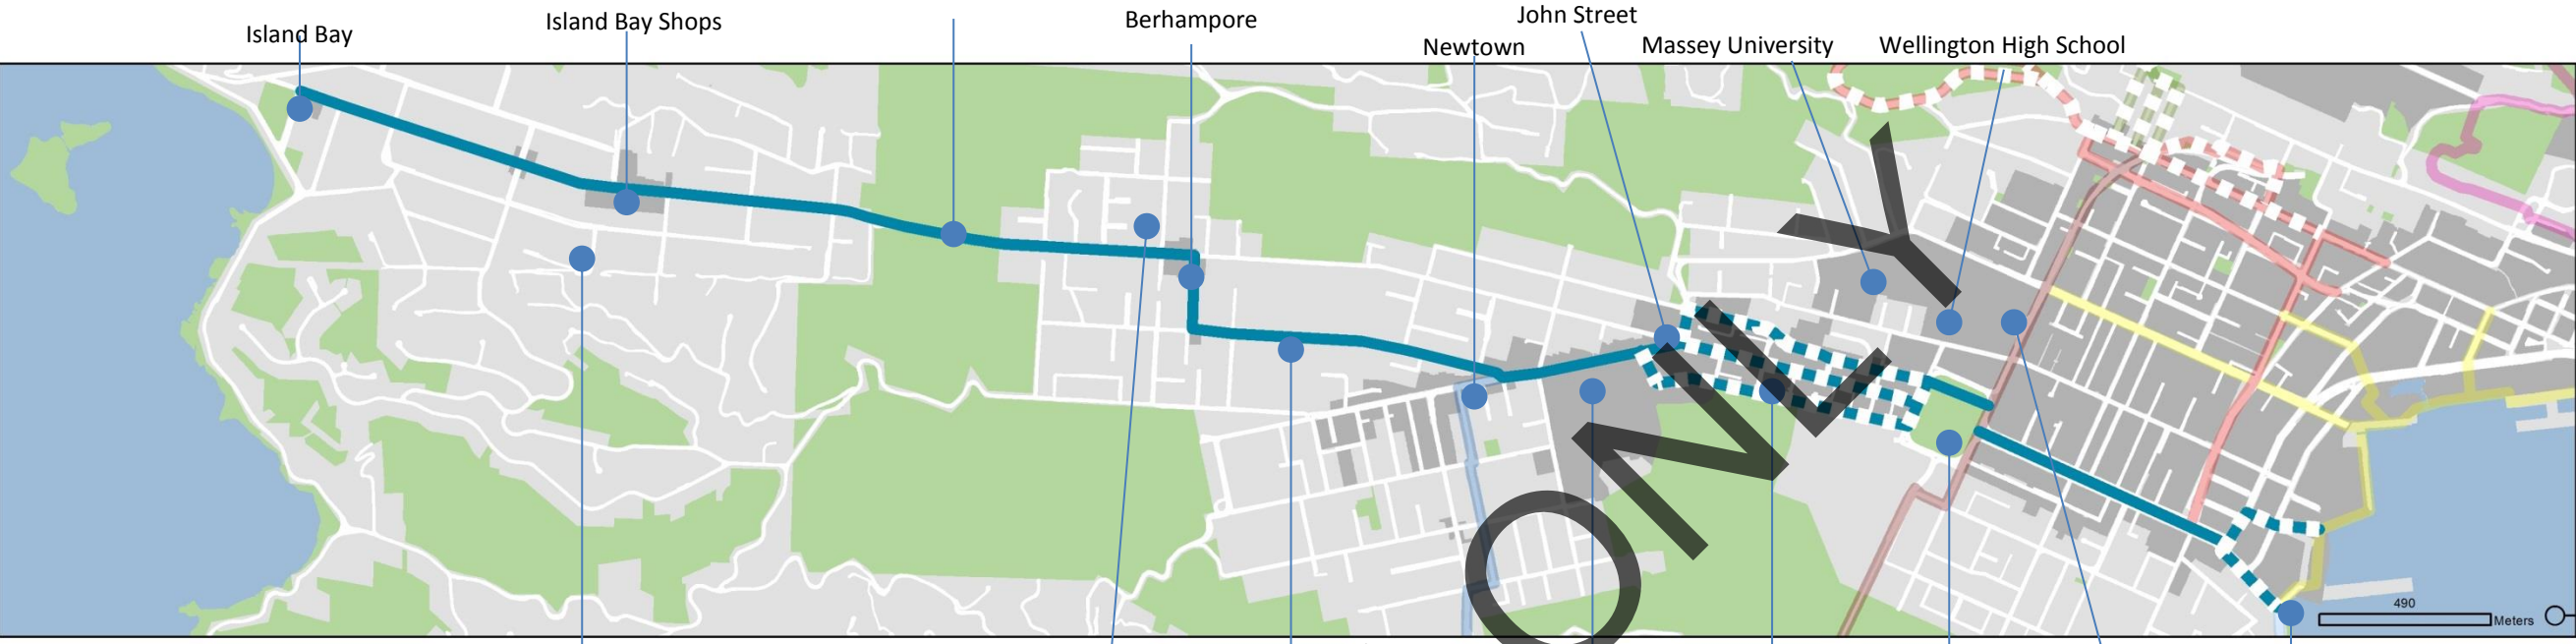 Island Bay
Island Bay Shops
Berhampore
Newtown
John Street
Massey University
Wellington High School
ONLY
490
Meters